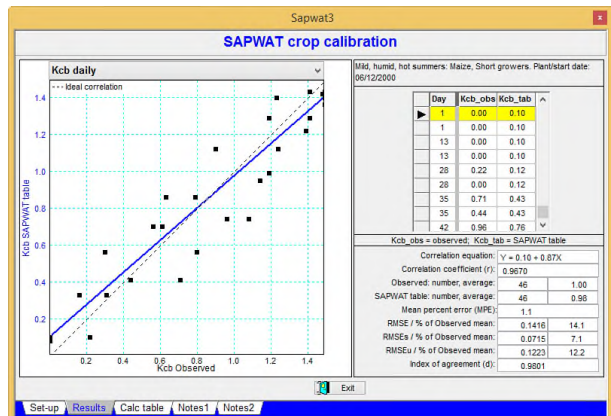 Sapwat3
x
SAPWAT crop calibration
Kcb daily
--- Ideal correlation
Kcb SAPWAT table
1.4
1.2
1.0
0.8
0.6
0.4
0.2
0.2 0.4 0.6 0.8 1.0 1.2 1.4
Kcb Observed
Mild, humid, hot summers: Maize, Short growers. Plant/start date:
06/12/2000
Day Kcb_obs Kcb_tab
1 0.00 0.10
1 0.00 0.10
13 0.00 0.10
13 0.00 0.10
28 0.22 0.12
28 0.00 0.12
35 0.71 0.43
35 0.44 0.43
42 0.96 0.76
Kcb_obs = observed; Kcb_tab = SAPWAT table
Correlation equation: Y = 0.10 + 0.87X
Correlation coefficient (r): 0.9670
Observed: number, average: 46 1.00
SAPWAT table: number, average: 46 0.98
Mean percent error (MPE): 1.1
RMSE / % of Observed mean: 0.1416 14.1
RMSEs / % of Observed mean: 0.0715 7.1
RMSEu / % of Observed mean: 0.1223 12.2
Index of agreement (d): 0.9801
Exit
Set-up Results Calc table Notes1 Notes2